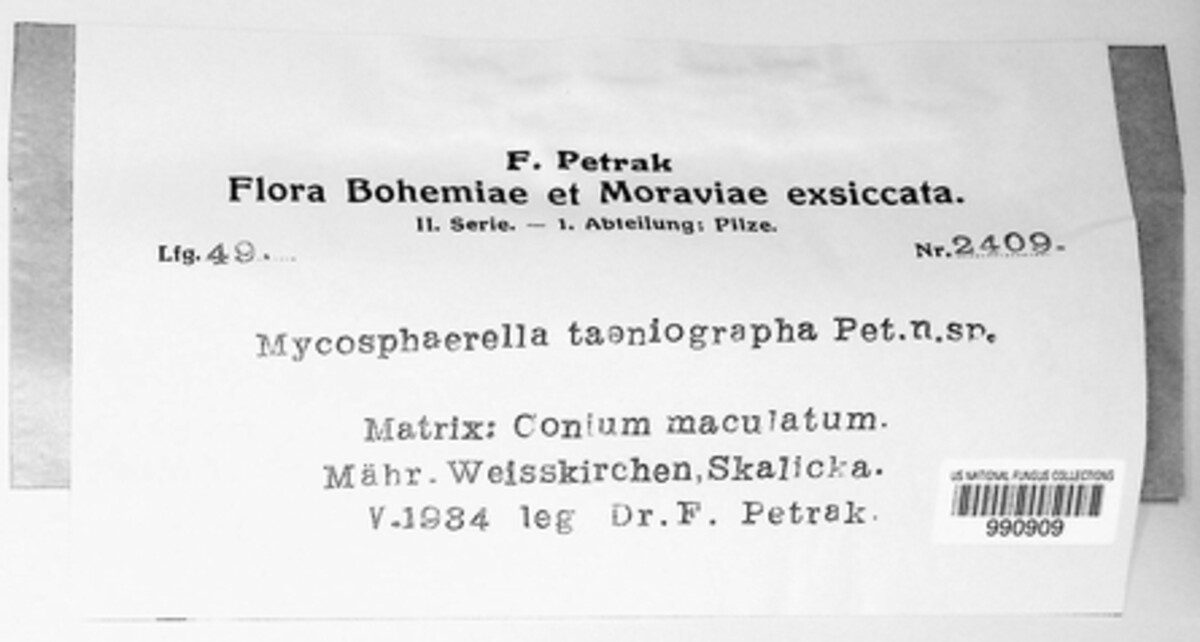 F. Petrak
Flora Bohemiae et Moraviae exsiccata.
II. Serie. — 1. Abteilung: Pilze.
Lfg. 49.
Nr. 2409.
Mycosphaerella taeniographa Pet.n.sp.
Matrix: Conium maculatum.
Mähr. Weisskirchen, Skalicka.
V.1934 leg Dr.F. Petrak.
US NATIONAL FUNGUS COLLECTIONS
990909